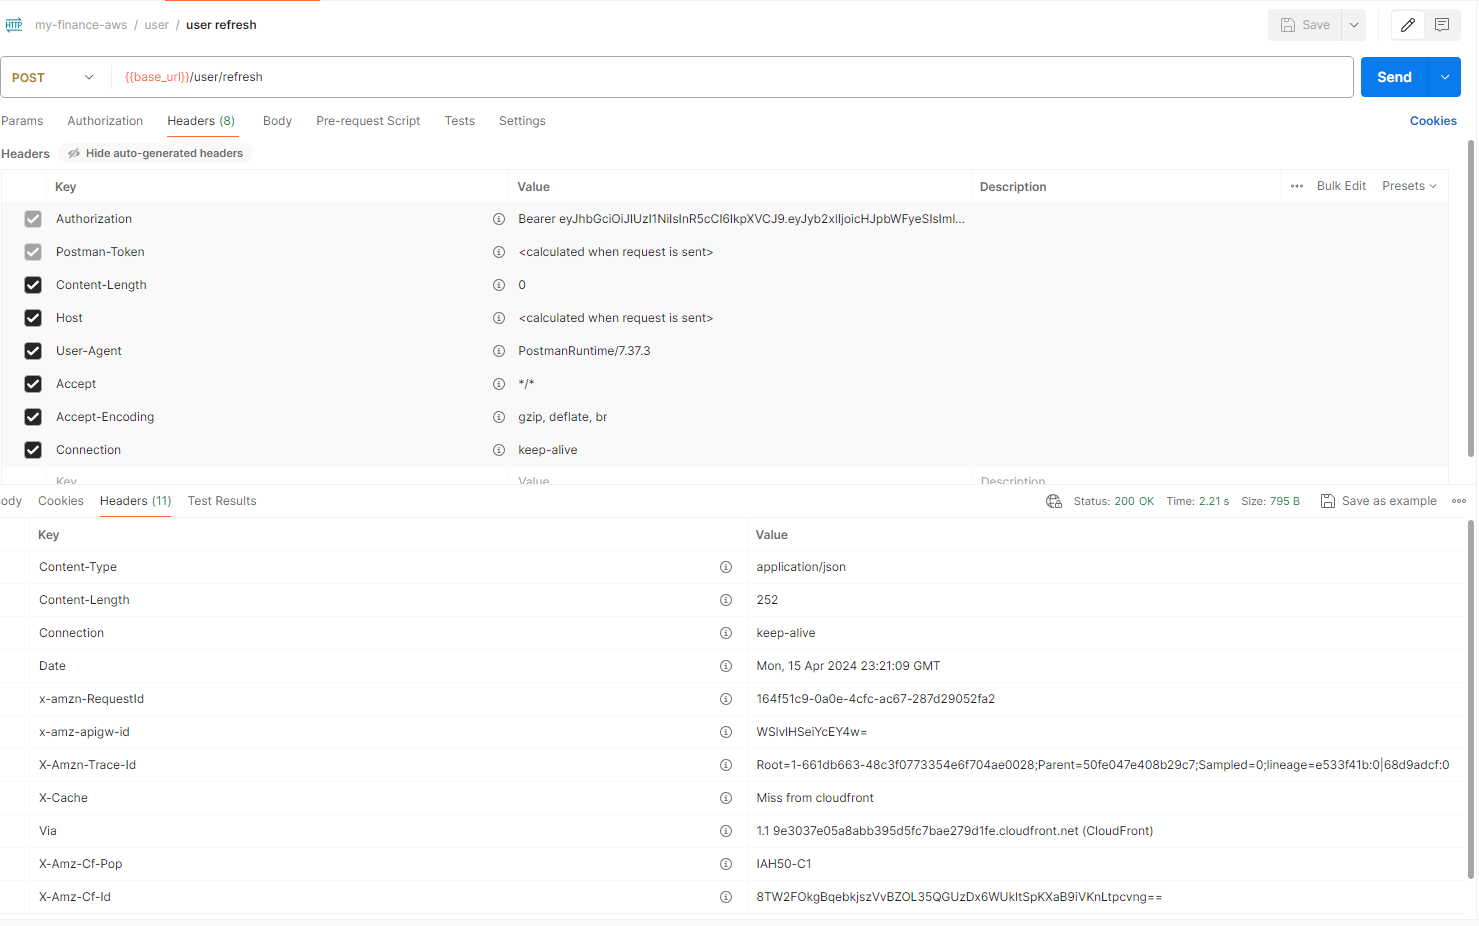 HTTP my-finance-aws / user / user refresh Save
POST {{base_url}}/user/refresh Send
Params Authorization Headers (8) Body Pre-request Script Tests Settings Cookies
Headers Hide auto-generated headers
Key Value Description ••• Bulk Edit Presets
Authorization Bearer eyJhbGciOiJIUzI1NiIsInR5cCI6IkpXVCJ9.eyJyb2xlIjoicHJpbWFyeSIsImI...
Postman-Token <calculated when request is sent>
Content-Length 0
Host <calculated when request is sent>
User-Agent PostmanRuntime/7.37.3
Accept */*
Accept-Encoding gzip, deflate, br
Connection keep-alive
Key Value Description
ody Cookies Headers (11) Test Results Status: 200 OK Time: 2.21 s Size: 795 B Save as example
Key Value
Content-Type application/json
Content-Length 252
Connection keep-alive
Date Mon, 15 Apr 2024 23:21:09 GMT
x-amzn-RequestId 164f51c9-0a0e-4cfc-ac67-287d29052fa2
x-amz-apigw-id WSlvIHSeiYcEY4w=
X-Amzn-Trace-Id Root=1-661db663-48c3f0773354e6f704ae0028;Parent=50fe047e408b29c7;Sampled=0;lineage=e533f41b:0|68d9adcf:0
X-Cache Miss from cloudfront
Via 1.1 9e3037e05a8abb395d5fc7bae279d1fe.cloudfront.net (CloudFront)
X-Amz-Cf-Pop IAH50-C1
X-Amz-Cf-Id 8TW2FOkgBqebkjszVvBZOL35QGUzDx6WUkltSpKXaB9iVKnLtpcvng==